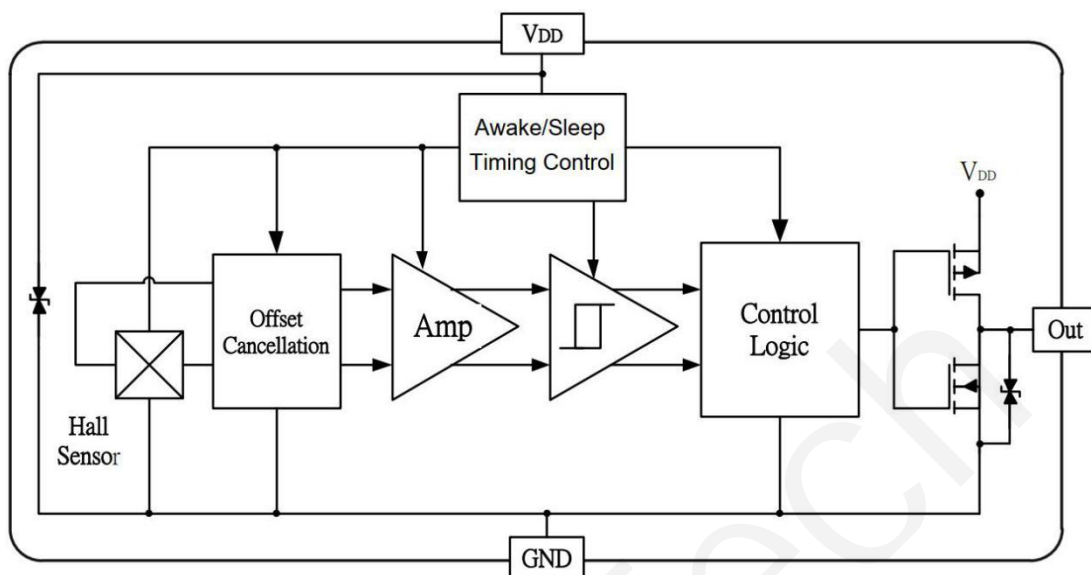 VDD
Awake/Sleep
Timing Control
VDD
Offset
Cancellation
Amp
Control
Logic
Out
Hall
Sensor
GND